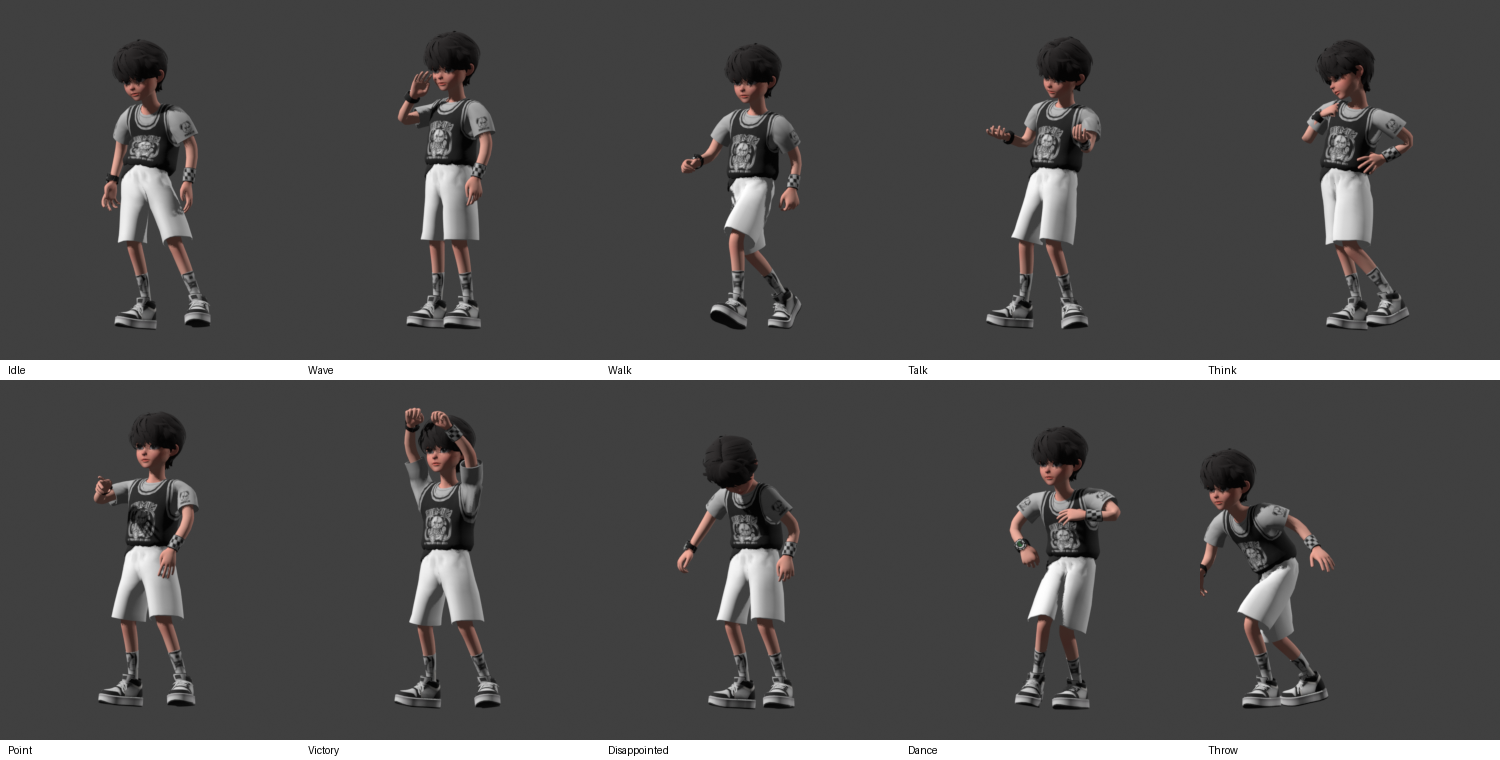 Idle
Wave
Walk
Talk
Think
Point
Victory
Disappointed
Dance
Throw